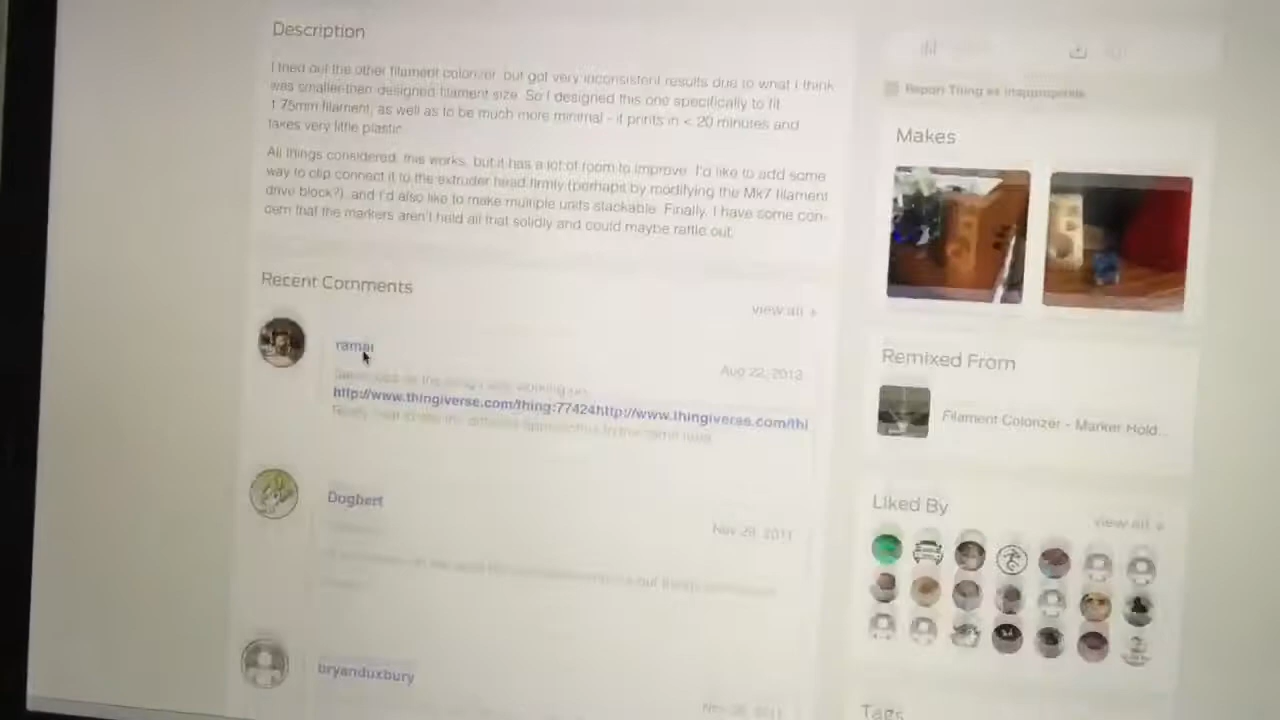 Description
I tried out the other filament colorizer, but got very inconsistent results due to what I think
was smaller-then-designed filament size. So I designed this one specifically to fit
1.75mm filament, as well as to be much more minimal - it prints in < 20 minutes and
takes very little plastic.
All things considered, this works, but it has a lot of room to improve. I'd like to add some
way to clip connect it to the extruder head firmly (perhaps by modifying the Mk7 filament
drive block?), and I'd also like to make multiple units stackable. Finally, I have some con-
cern that the markers aren't held all that solidly and could maybe rattle out.
Report Thing as inappropriate
Makes
Recent Comments
view all »
Aug 22, 2013
http://www.thingiverse.com/thing:77424http://www.thingiverse.com/thi
Remixed From
Filament Colorizer - Marker Hold...
Dogbert
Nov 29, 2011
Liked By
view all »
bryanduxbury
Tags